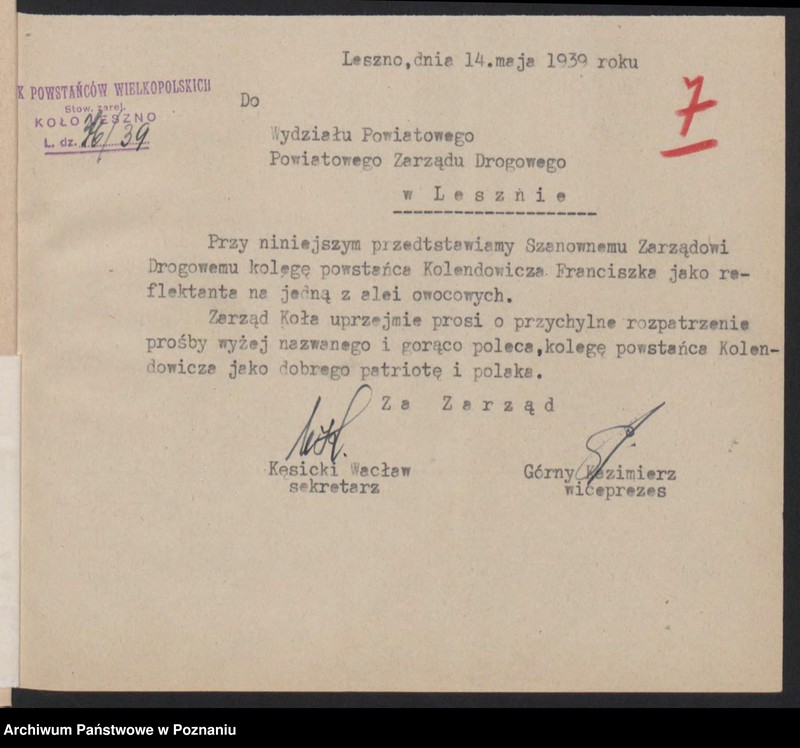 Leszno,dnia 14.maja 1939 roku
K POWSTAŃCÓW WIELKOPOLSKICH
Stow. zarej.
KOŁO LESZNO
L. dz. /39
7
Do
Wydziału Powiatowego
Powiatowego Zarządu Drogowego
w Lesznie
Przy niniejszym przedtstawiamy Szanownemu Zarządowi
Drogowemu kolegę powstańca Kolendowicza Franciszka jako re-
flektanta na jedną z alei owocowych.
Zarząd Koła uprzejmie prosi o przychylne rozpatrzenie
prośby wyżej nazwanego i gorąco poleca,kolegę powstańca Kolen-
dowicza jako dobrego patriotę i polaka.
Za Zarząd
Kęsicki Wacław
sekretarz
Górny Kazimierz
wiceprezes
Archiwum Państwowe w Poznaniu